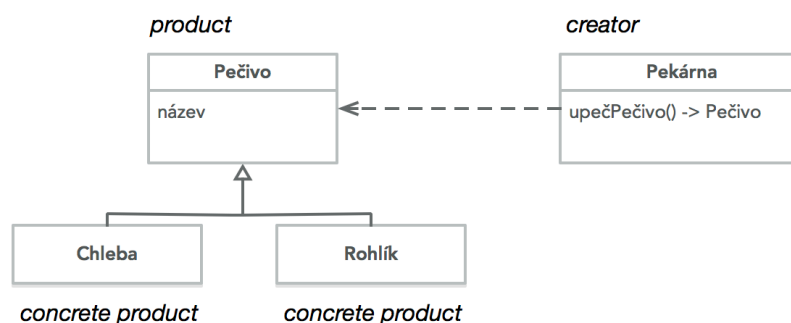 product
creator
Pečivo
Pekárna
název
upečPečivo() -> Pečivo
Chleba
Rohlík
concrete product
concrete product